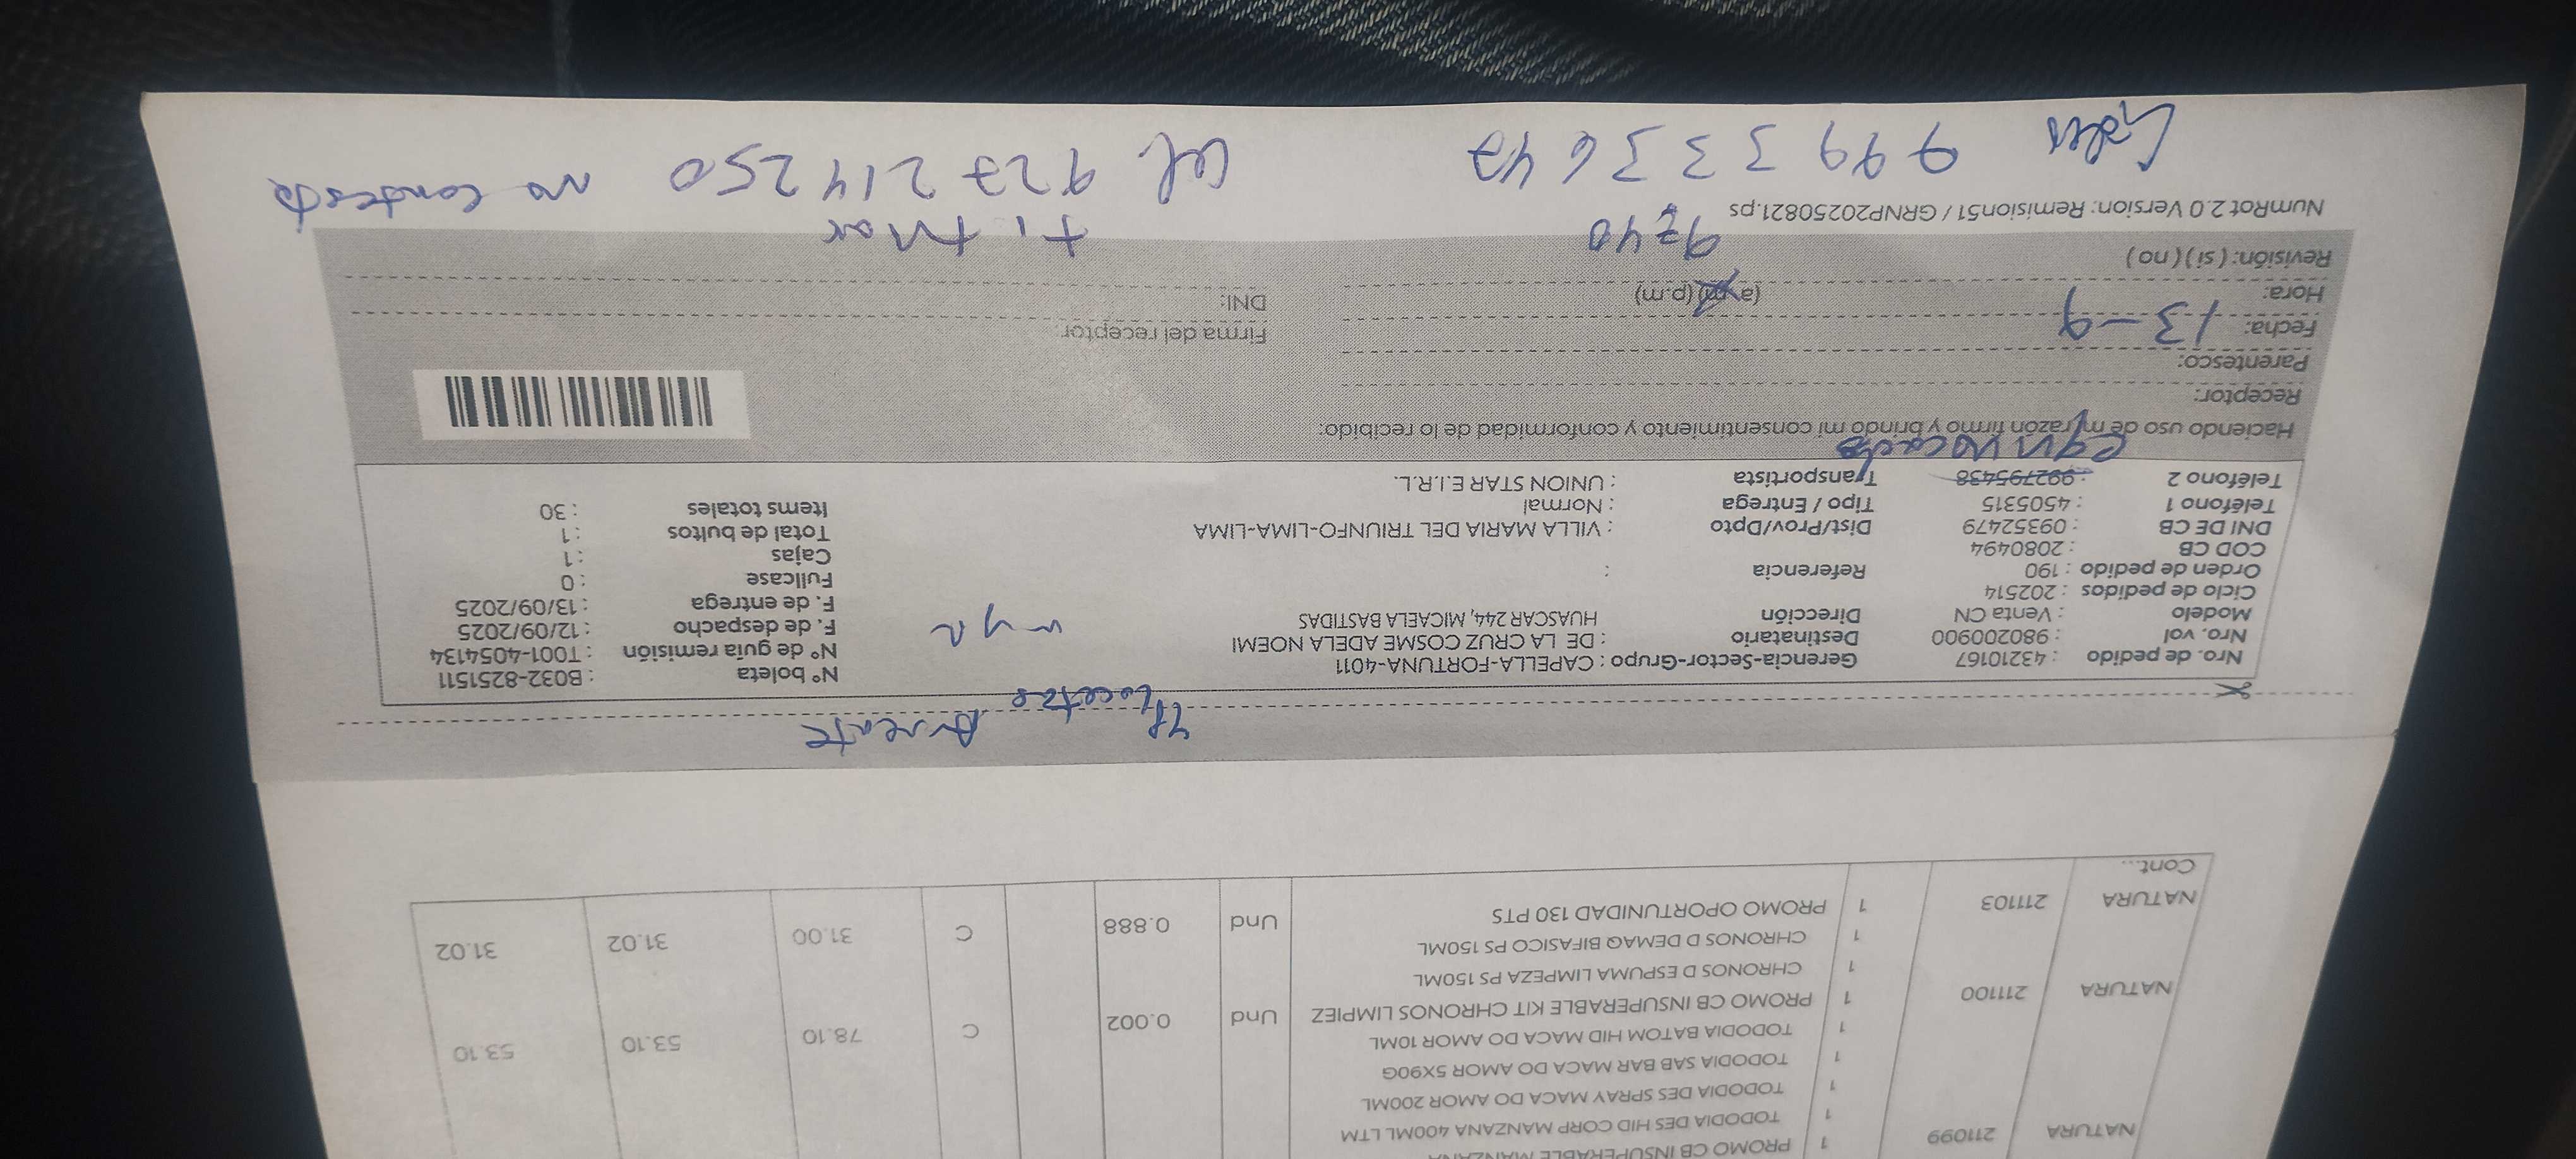 NATURA 211099 1 PROMO CB INSUPERABLE MANZANA
1 TODODIA DES HID CORP MANZANA 400ML LTM
1 TODODIA DES SPRAY MACA DO AMOR 200ML
1 TODODIA SAB BAR MACA DO AMOR 5X90G
1 TODODIA BATOM HID MACA DO AMOR 10ML
NATURA 211100 1 PROMO CB INSUPERABLE KIT CHRONOS LIMPIEZ Und 0.002 C 78.10 53.10 53.10
1 CHRONOS D ESPUMA LIMPEZA PS 150ML
1 CHRONOS D DEMAQ BIFASICO PS 150ML
NATURA 211103 1 PROMO OPORTUNIDAD 130 PTS Und 0.888 C 31.00 31.02 31.02
Cont...
Nro. de pedido : 43210167 Gerencia-Sector-Grupo : CAPELLA-FORTUNA-4011 N° boleta : B032-8251511
Nro. vol : 980200900 Destinatario : DE LA CRUZ COSME ADELA NOEMI N° de guía remisión : T001-4054134
Modelo : Venta CN Dirección HUASCAR 244, MICAELA BASTIDAS F. de despacho : 12/09/2025
Ciclo de pedidos : 202514 F. de entrega : 13/09/2025
Orden de pedido : 190 Referencia : Fullcase : 0
COD CB : 2080494 Cajas : 1
DNI DE CB : 09352479 Dist/Prov/Dpto : VILLA MARIA DEL TRIUNFO-LIMA-LIMA Total de bultos : 1
Teléfono 1 : 4505315 Tipo / Entrega : Normal Items totales : 30
Teléfono 2 : 992795438 Transportista : UNION STAR E.I.R.L.
equivocado
Haciendo uso de mi razón firmo y brindo mi consentimiento y conformidad de lo recibido:
Receptor:
Parentesco:
Fecha: 13-9 Firma del receptor:
Hora: (a.m) (p.m) DNI:
Revisión: ( si ) ( no )
9:40
NumRot 2.0 Version: Remision51 / GRNP20250821.ps
Cel 927214250 no contesta